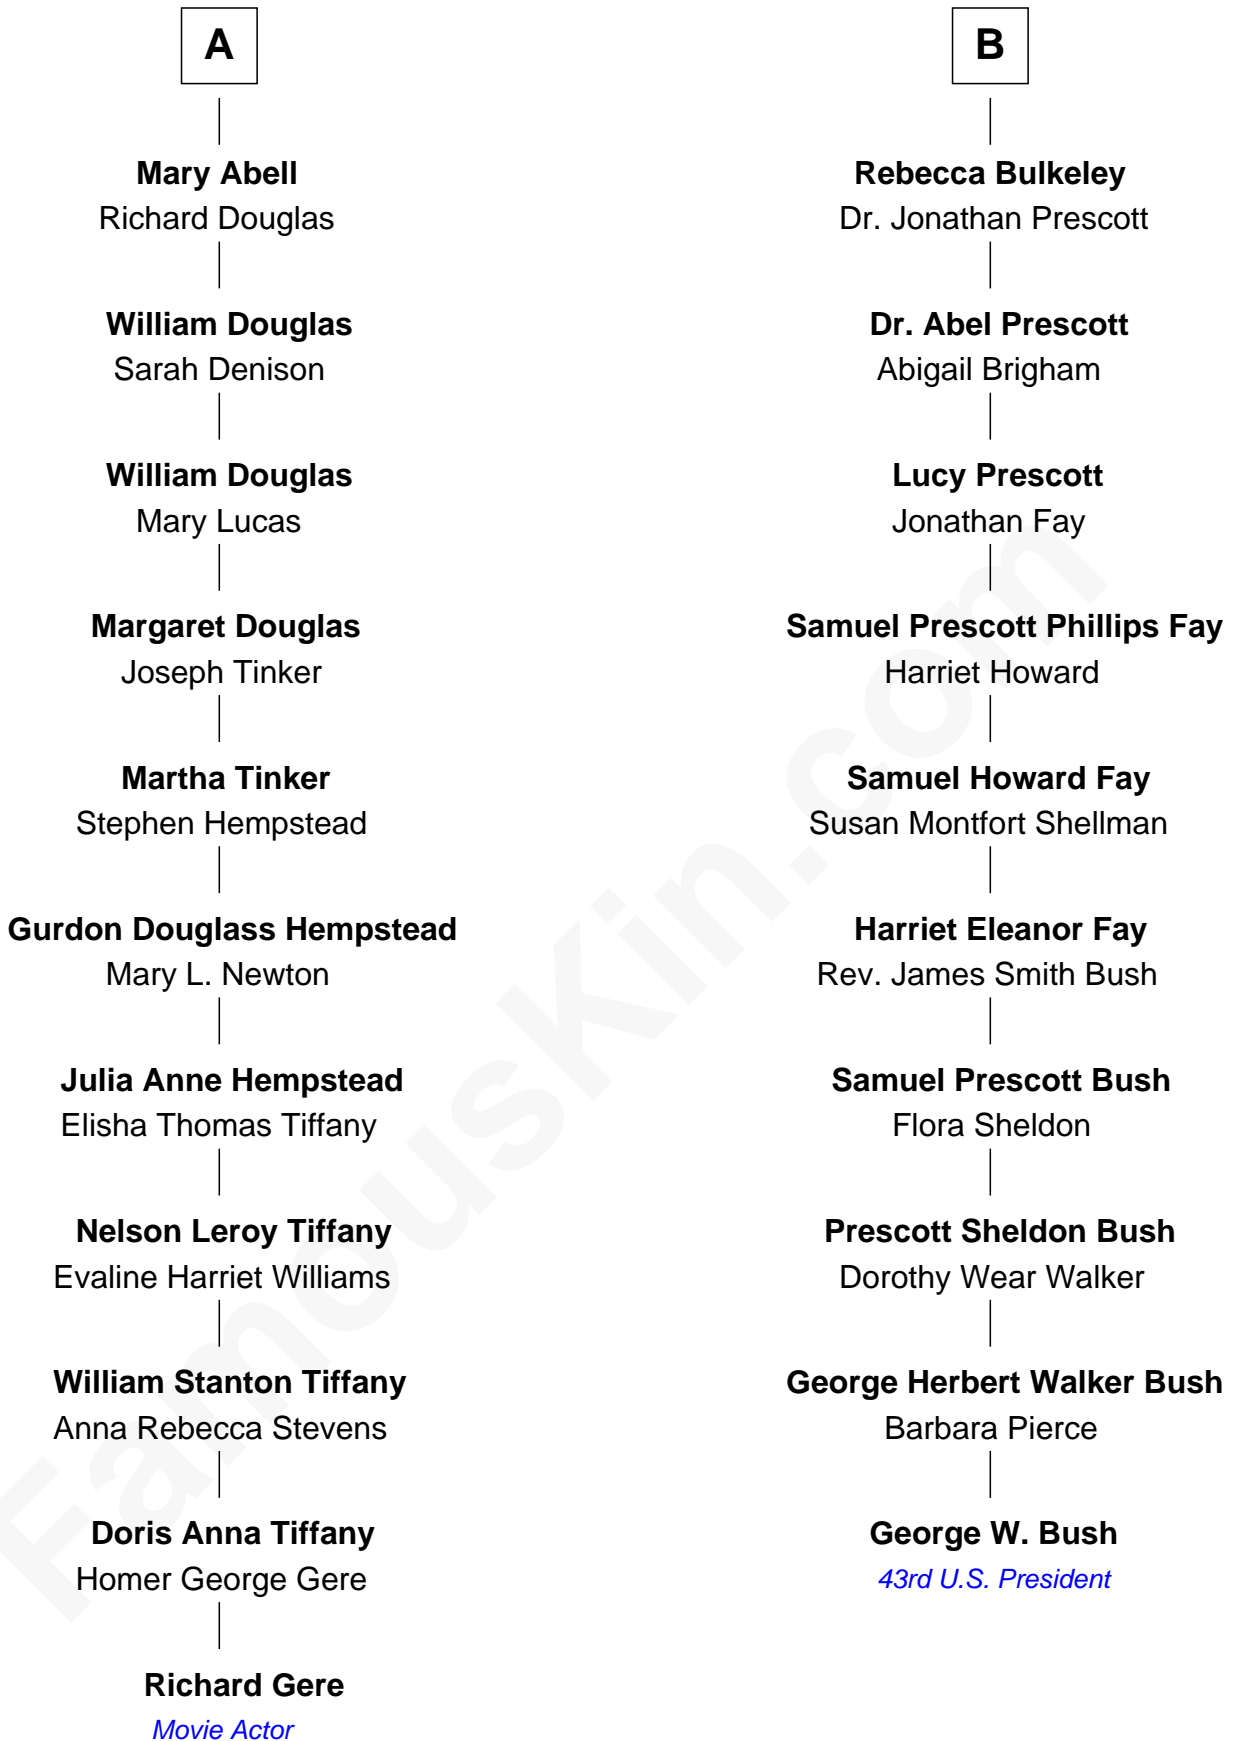 A
Mary Abell
Richard Douglas
William Douglas
Sarah Denison
William Douglas
Mary Lucas
Margaret Douglas
Joseph Tinker
Martha Tinker
Stephen Hempstead
Gurdon Douglass Hempstead
Mary L. Newton
Julia Anne Hempstead
Elisha Thomas Tiffany
Nelson Leroy Tiffany
Evaline Harriet Williams
William Stanton Tiffany
Anna Rebecca Stevens
Doris Anna Tiffany
Homer George Gere
Richard Gere
Movie Actor
B
Rebecca Bulkeley
Dr. Jonathan Prescott
Dr. Abel Prescott
Abigail Brigham
Lucy Prescott
Jonathan Fay
Samuel Prescott Phillips Fay
Harriet Howard
Samuel Howard Fay
Susan Montfort Shellman
Harriet Eleanor Fay
Rev. James Smith Bush
Samuel Prescott Bush
Flora Sheldon
Prescott Sheldon Bush
Dorothy Wear Walker
George Herbert Walker Bush
Barbara Pierce
George W. Bush
43rd U.S. President
FamousKin.com